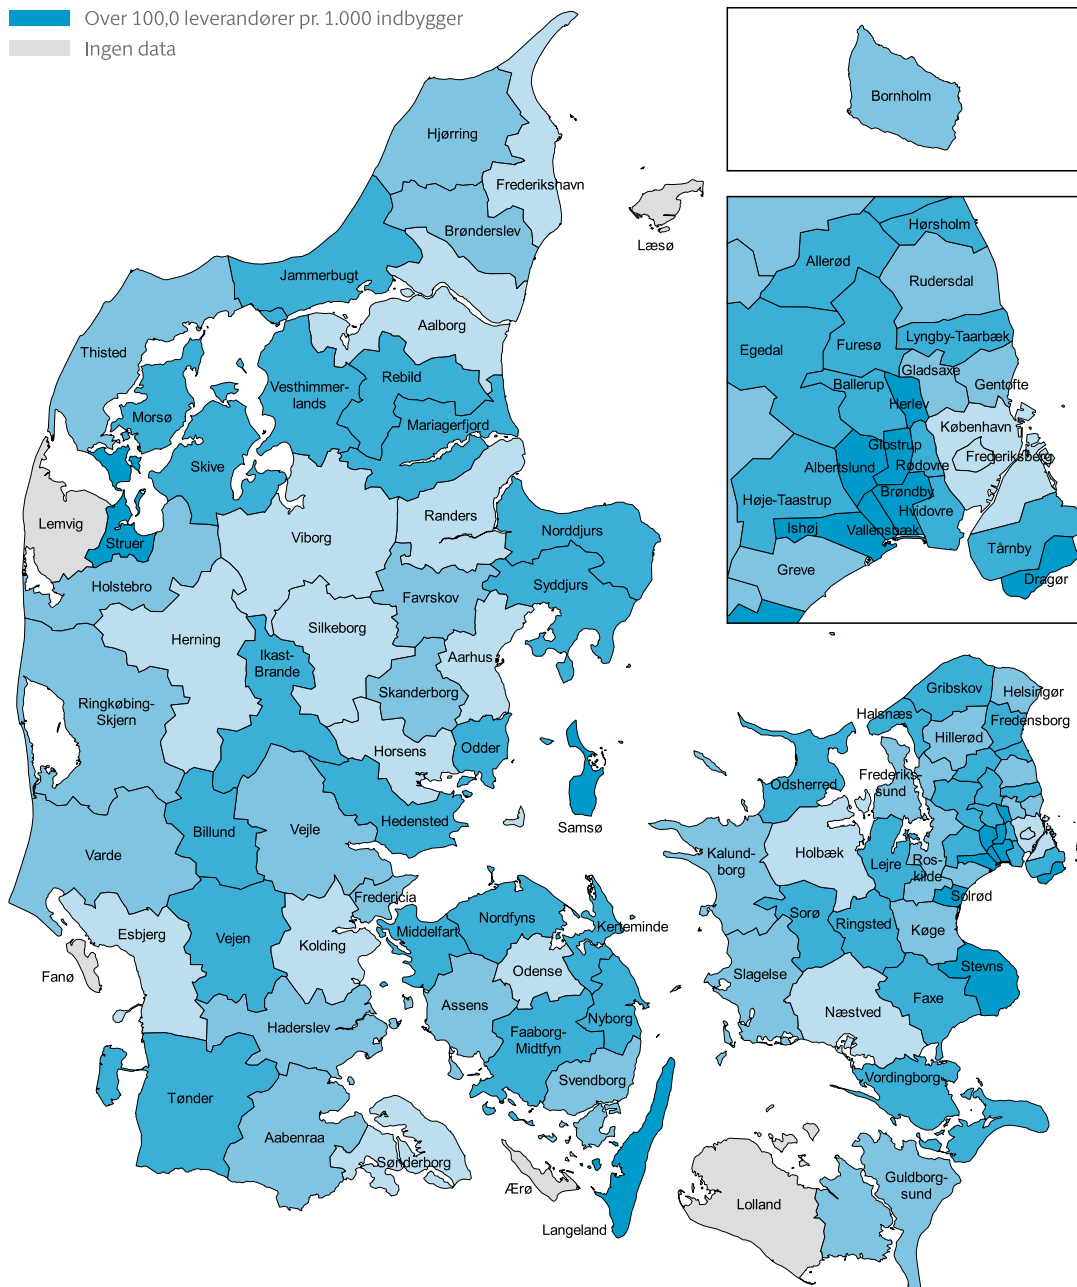 Over 100,0 leverandører pr. 1.000 indbygger
Ingen data
Bornholm
Hjørring
Frederikshavn
Brønderslev
Læsø
Jammerbugt
Aalborg
Thisted
Rebild
Vesthimmer-
lands
Morsø
Mariagerfjord
Skive
Lemvig
Struer
Viborg
Randers
Norddjurs
Holstebro
Syddjurs
Favrskov
Silkeborg
Herning
Ikast-
Brande
Aarhus
Skanderborg
Ringkøbing-
Skjern
Horsens
Odder
Samsø
Hedensted
Billund
Vejle
Varde
Fredericia
Esbjerg
Vejen
Kolding
Middelfart
Nordfyns
Kerteminde
Fanø
Odense
Assens
Haderslev
Faaborg-
Midtfyn
Nyborg
Svendborg
Tønder
Aabenraa
Sønderborg
Ærø
Langeland
Hørsholm
Allerød
Rudersdal
Egedal
Furesø
Lyngby-Taarbæk
Gladsaxe
Gentofte
Ballerup
Herlev
København
Glostrup
Frederiksberg
Albertslund
Rødovre
Brøndby
Høje-Taastrup
Hvidovre
Ishøj
Vallensbæk
Tårnby
Greve
Dragør
Gribskov
Helsingør
Halsnæs
Fredensborg
Hillerød
Odsherred
Frederiks-
sund
Holbæk
Kalund-
borg
Lejre
Ros-
kilde
Solrød
Sorø
Ringsted
Køge
Slagelse
Stevns
Næstved
Faxe
Vordingborg
Guldborg-
sund
Lolland